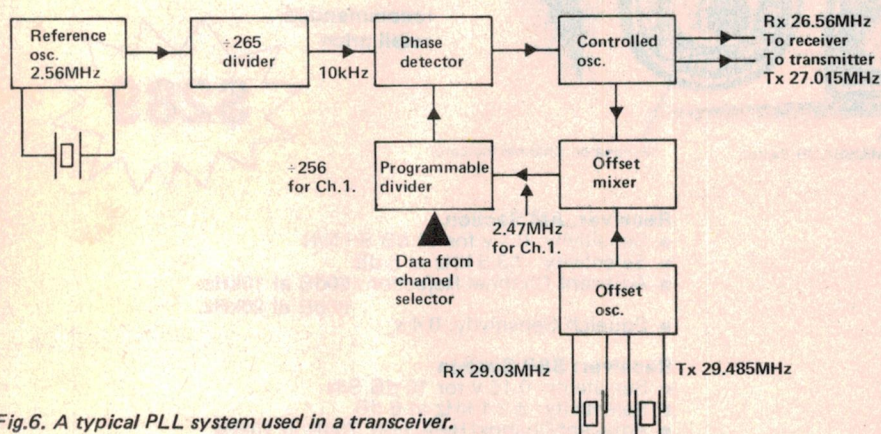 Reference
osc.
2.56MHz
÷265
divider
10kHz
Phase
detector
Controlled
osc.
Rx 26.56MHz
To receiver
To transmitter
Tx 27.015MHz
÷256
for Ch.1.
Programmable
divider
Offset
mixer
2.47MHz
for Ch.1.
Data from
channel
selector
Offset
osc.
Rx 29.03MHz
Tx 29.485MHz
Fig.6. A typical PLL system used in a transceiver.